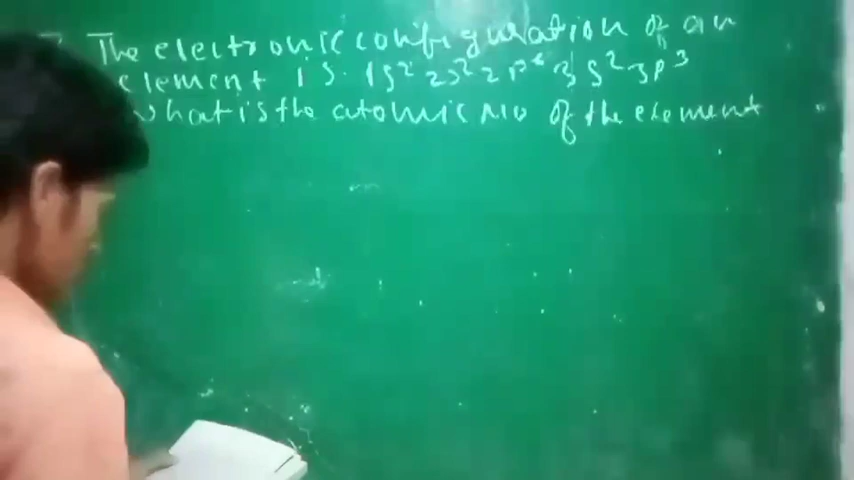 The electronic configuration of an
element is 1s² 2s² 2p⁶ 3s² 3p³
what is the atomic No of the element